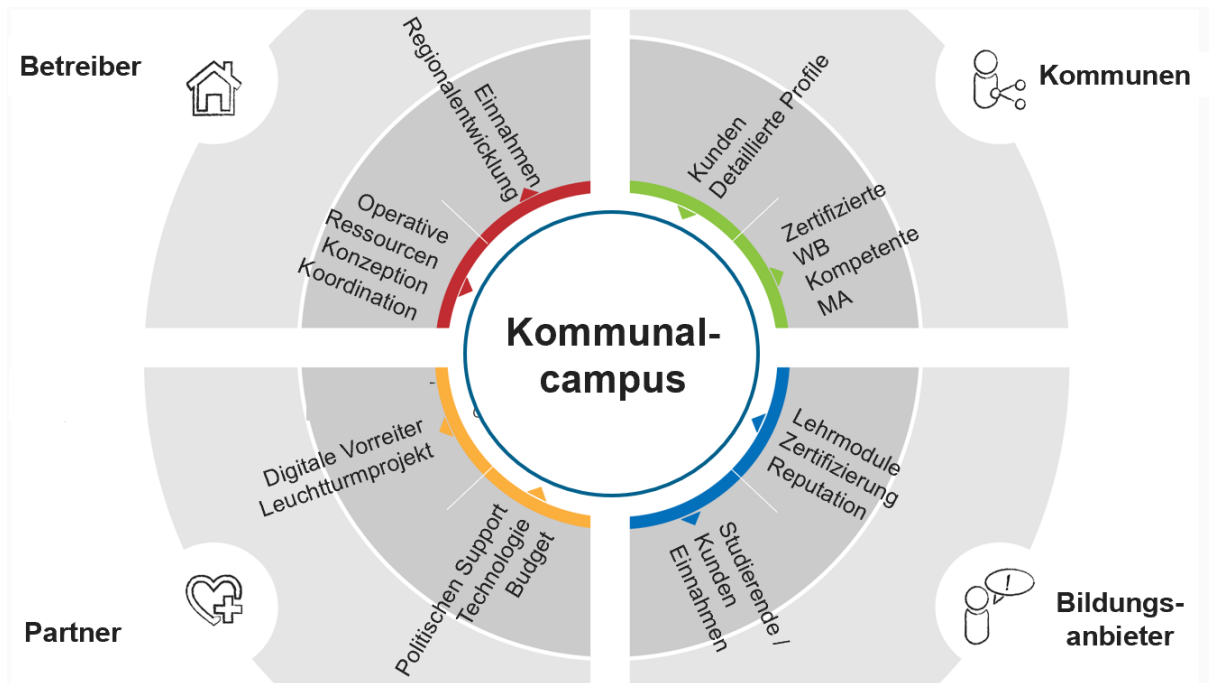 Betreiber
Kommunen
Regionalentwicklung
Einnahmen
Operative
Ressourcen
Konzeption
Koordination
Kunden
Detaillierte Profile
Zertifizierte
WB
Kompetente
MA
Kommunal-
campus
Digitale Vorreiter
Leuchtturmprojekt
Politischen Support
Technologie
Budget
Lehrmodule
Zertifizierung
Reputation
Studierende /
Kunden
Einnahmen
Partner
!
Bildungs-
anbieter